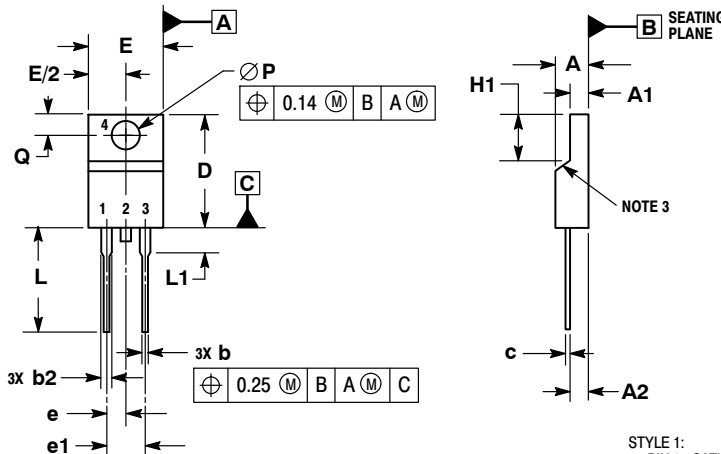 E
A
E/2
Q
4
∅ P
⌖ 0.14 Ⓜ B A Ⓜ
D
C
1 2 3
L
L1
3X b
3X b2
⌖ 0.25 Ⓜ B A Ⓜ C
e
e1
B SEATING
PLANE
A
H1
A1
NOTE 3
c
A2
STYLE 1: